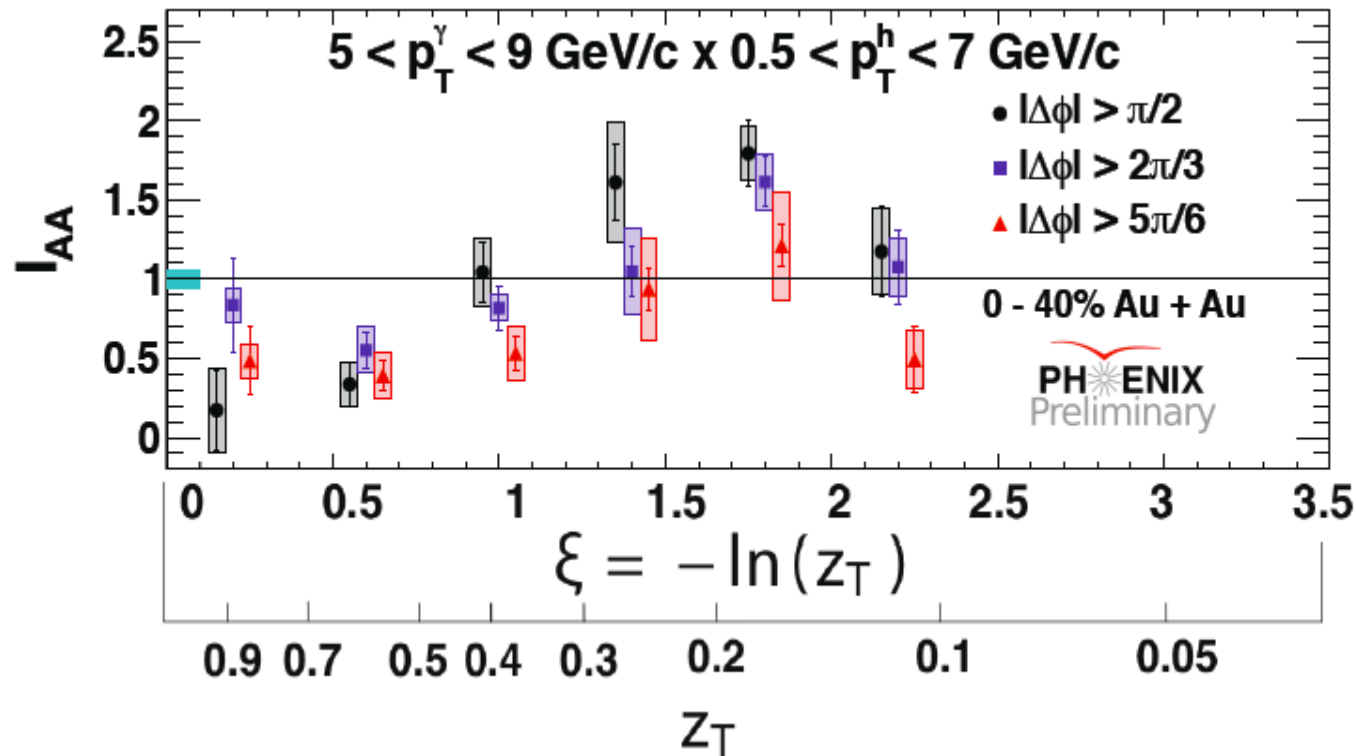 5 < p_T^γ < 9 GeV/c x 0.5 < p_T^h < 7 GeV/c
|Δϕ| > π/2
|Δϕ| > 2π/3
|Δϕ| > 5π/6
I_AA
2.5
2
1.5
1
0.5
0
0 - 40% Au + Au
PHENIX
Preliminary
0 0.5 1 1.5 2 2.5 3 3.5
ξ = −ln(z_T)
0.9 0.7 0.5 0.4 0.3 0.2 0.1 0.05
z_T